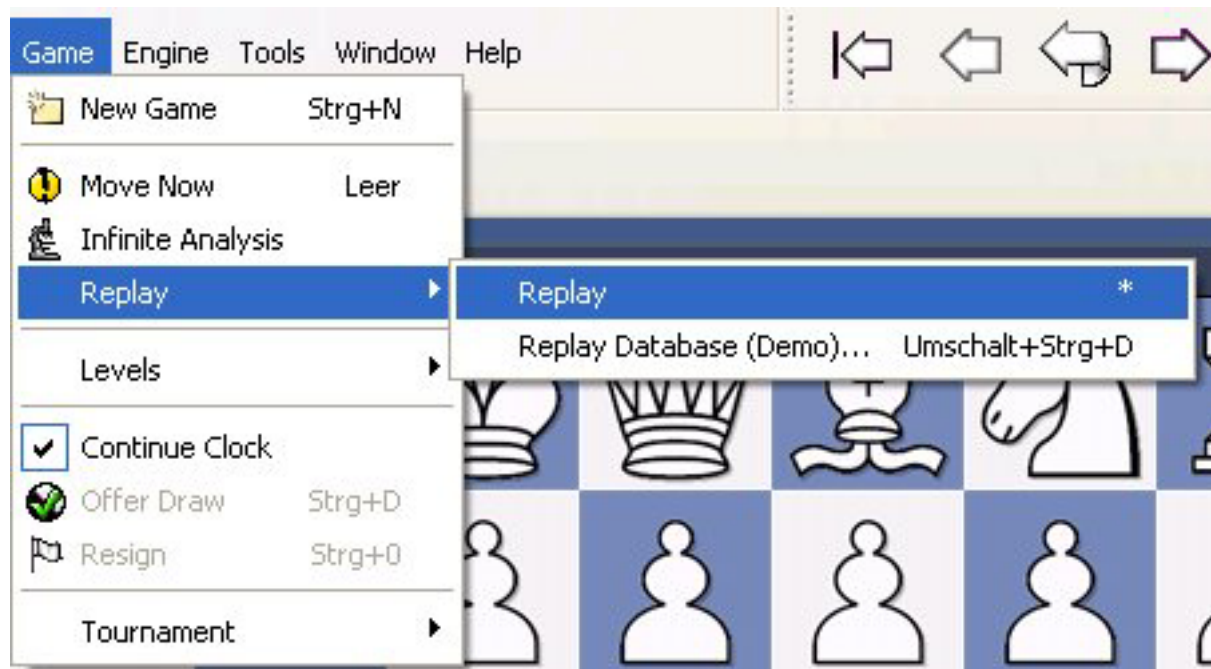 Game Engine Tools Window Help
New Game Strg+N
Move Now Leer
Infinite Analysis
Replay
Replay *
Replay Database (Demo)... Umschalt+Strg+D
Levels
Continue Clock
Offer Draw Strg+D
Resign Strg+0
Tournament